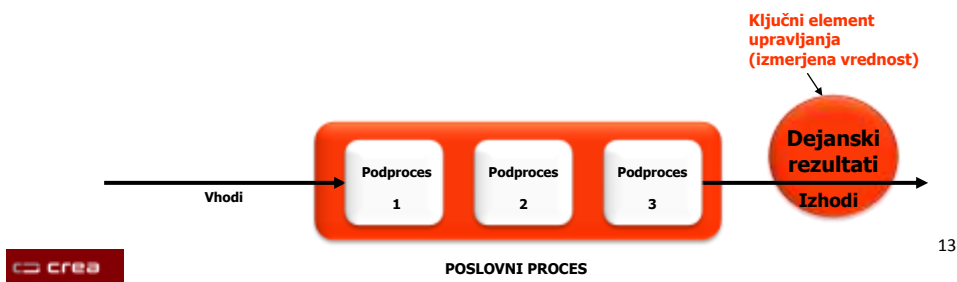 Ključni element
upravljanja
(izmerjena vrednost)
Dejanski
rezultati
Izhodi
Vhodi
Podproces
1
Podproces
2
Podproces
3
POSLOVNI PROCES
crea
13